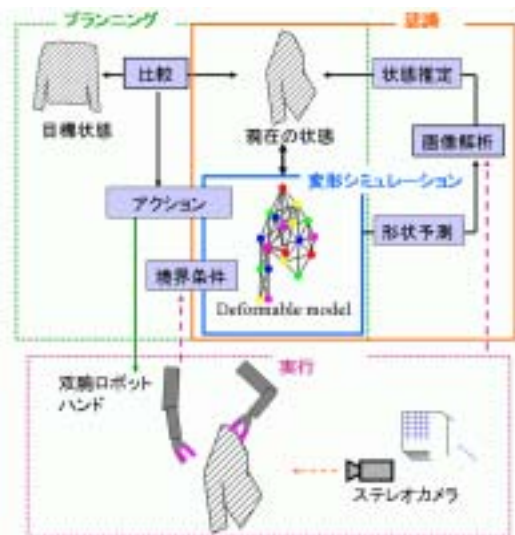 プランニング
認識
比較
状態推定
目標状態
現在の状態
画像解析
変形シミュレーション
アクション
形状予測
境界条件
Deformable model
実行
双腕ロボット
ハンド
ステレオカメラ